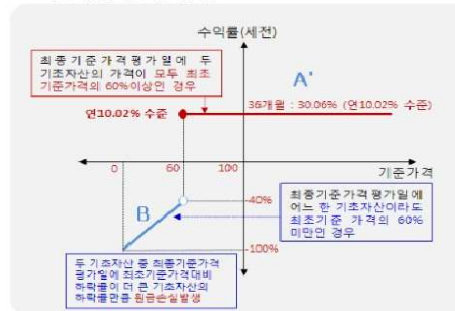 수익률(세전)
최종기준가격평가일에 두
기초자산의 가격이 모두 최초
기준가격의 60%이상인 경우
A'
연10.02% 수준
36개월 : 30.06% (연10.02% 수준)
0
60
100
기준가격
-40%
B
최종기준가격평가일에
어느 한 기초자산이라도
최초기준 가격의 60%
미만인 경우
-100%
두 기초자산 중 최종기준가격
평가일에 최초기준가격대비
하락률이 더 큰 기초자산의
하락률만큼 원금손실발생